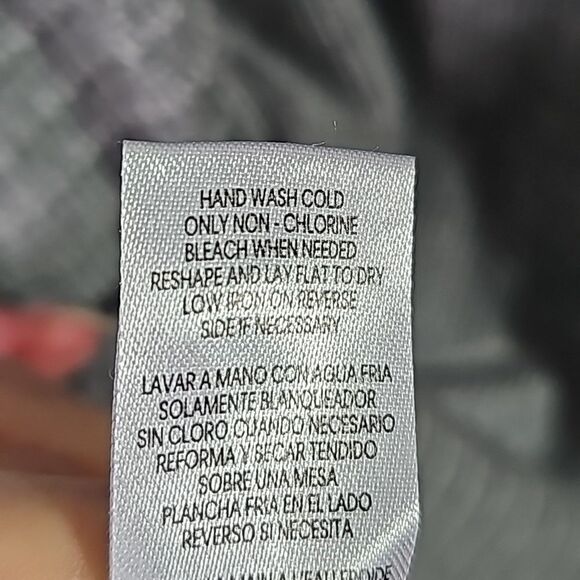 HAND WASH COLD
ONLY NON - CHLORINE
BLEACH WHEN NEEDED
RESHAPE AND LAY FLAT TO DRY
LOW IRON ON REVERSE
SIDE IF NECESSARY
LAVAR A MANO CON AGUA FRIA
SOLAMENTE BLANQUEADOR
SIN CLORO CUANDO NECESARIO
REFORMA Y SECAR TENDIDO
SOBRE UNA MESA
PLANCHA FRIA EN EL LADO
REVERSO SI NECESITA